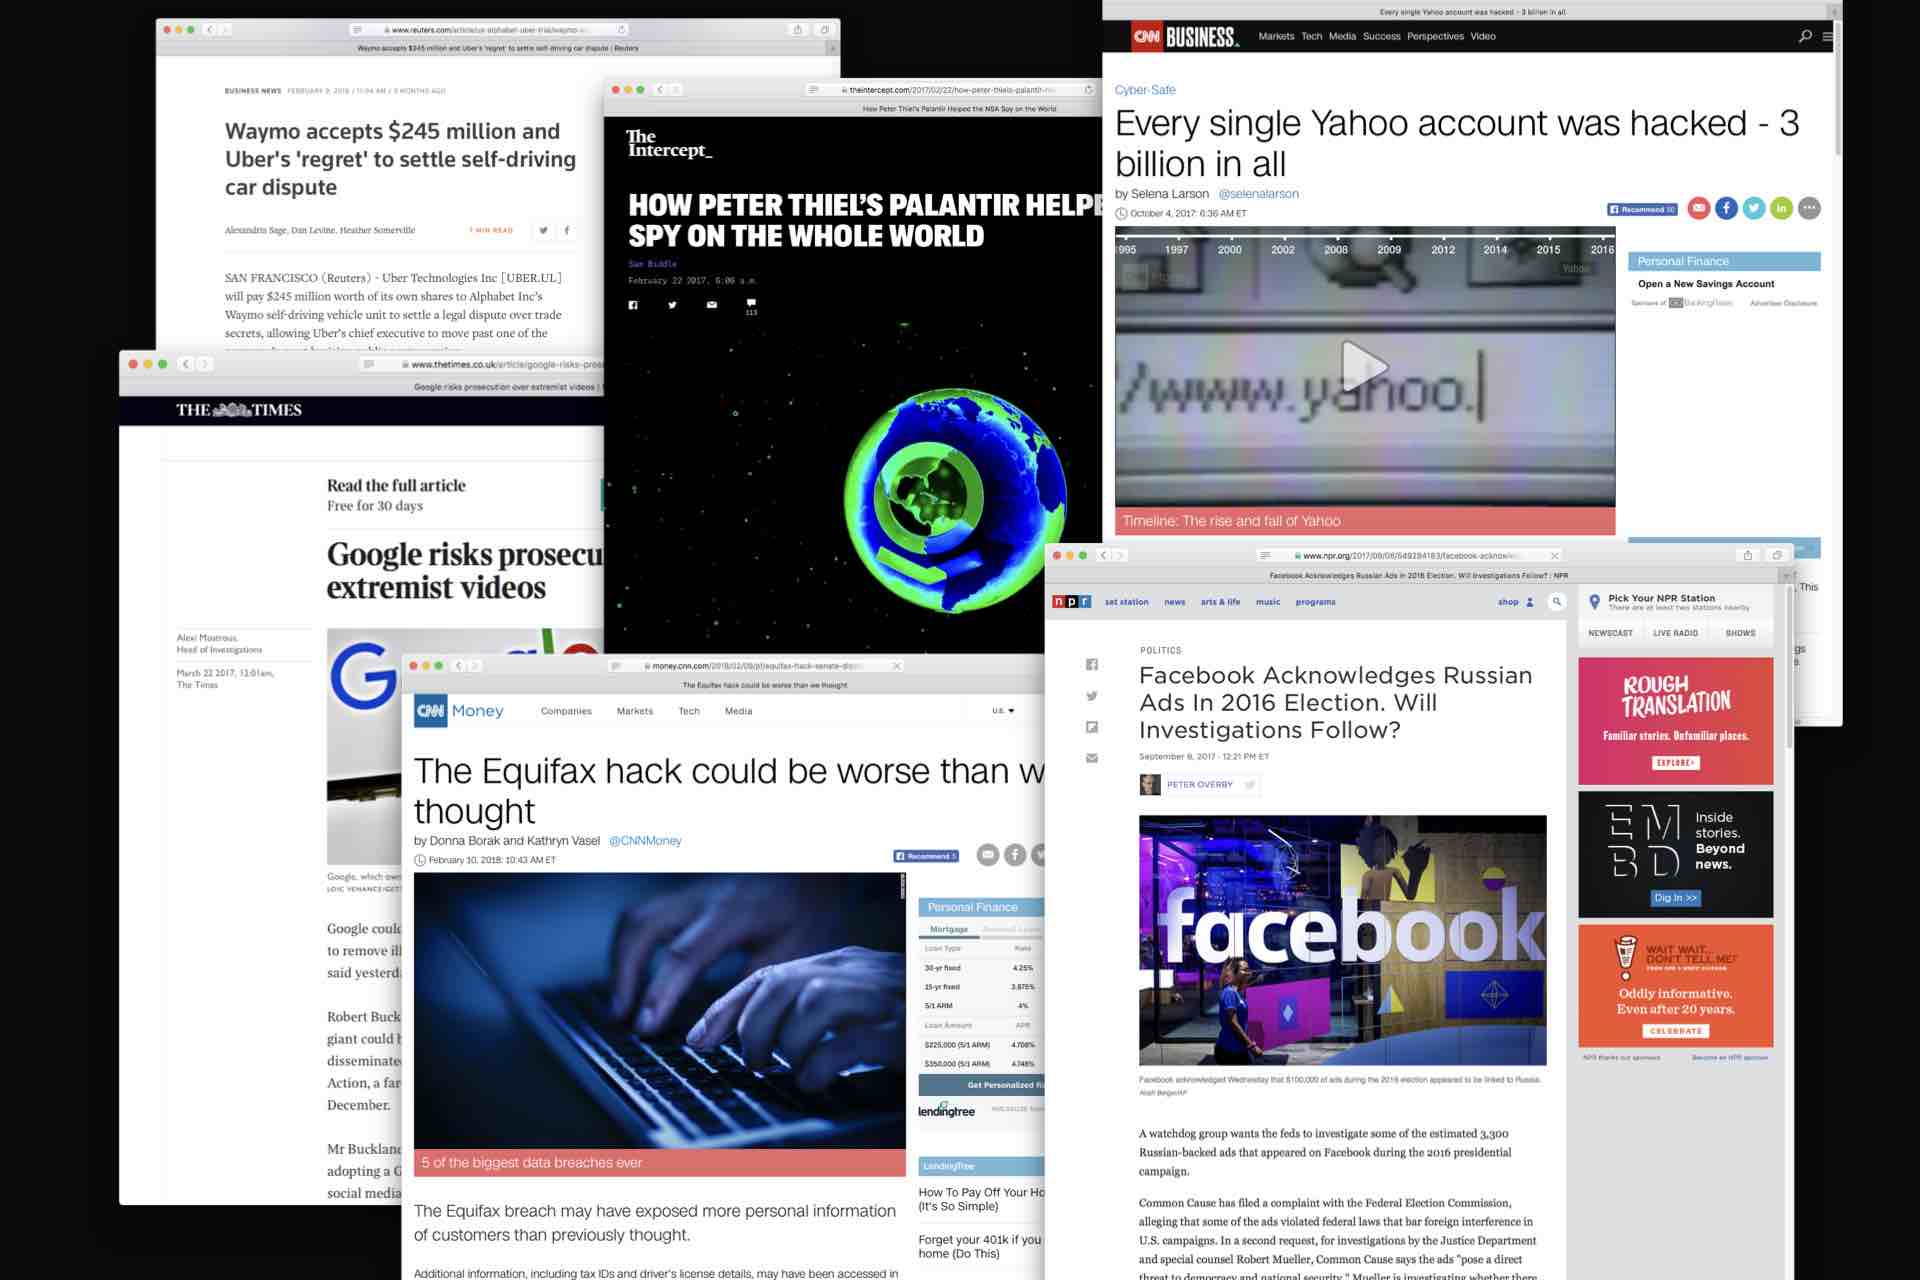 www.reuters.com/article/us-alphabet-uber-trial/waymo-ac
Waymo accepts $245 million and Uber's 'regret' to settle self-driving car dispute | Reuters
BUSINESS NEWS FEBRUARY 9, 2018 / 11:04 AM / 9 MONTHS AGO
Waymo accepts $245 million and
Uber's 'regret' to settle self-driving
car dispute
Alexandria Sage, Dan Levine, Heather Somerville
7 MIN READ
SAN FRANCISCO (Reuters) - Uber Technologies Inc [UBER.UL]
will pay $245 million worth of its own shares to Alphabet Inc's
Waymo self-driving vehicle unit to settle a legal dispute over trade
secrets, allowing Uber's chief executive to move past one of the
theintercept.com/2017/02/22/how-peter-thiels-palantir-h
How Peter Thiel's Palantir Helped the NSA Spy on the World
The
Intercept_
HOW PETER THIEL'S PALANTIR HELPE
SPY ON THE WHOLE WORLD
Sam Biddle
February 22 2017, 6:06 a.m.
113
Every single Yahoo account was hacked - 3 billion in all
CNN BUSINESS Markets Tech Media Success Perspectives Video
Cyber-Safe
Every single Yahoo account was hacked - 3
billion in all
by Selena Larson @selenalarson
October 4, 2017: 6:36 AM ET
Recommend
1995 1997 2000 2002 2008 2009 2012 2014 2015 2016
Yahoo
/www.yahoo.
Timeline: The rise and fall of Yahoo
Personal Finance
Open a New Savings Account
Advertiser Disclosure
This
www.thetimes.co.uk/article/google-risks-prose
Google risks prosecution over extremist videos |
THE TIMES
Read the full article
Free for 30 days
Google risks prosecu
extremist videos
Alexi Mostrous,
Head of Investigations
March 22 2017, 12:01am,
The Times
Google, which own
LOIC VENANCE/GETT
Google could
to remove ill
said yesterda
Robert Buck
giant could b
disseminate
Action, a far
December.
Mr Buckland
adopting a G
social media
money.cnn.com/2018/02/09/pf/equifax-hack-senate-disc
The Equifax hack could be worse than we thought
CNN Money Companies Markets Tech Media U.S.
The Equifax hack could be worse than w
thought
by Donna Borak and Kathryn Vasel @CNNMoney
February 10, 2018: 10:43 AM ET
Recommend 5
5 of the biggest data breaches ever
Personal Finance
Mortgage
Loan Type Rate
30-yr fixed 4.25%
15-yr fixed 3.875%
5/1 ARM 4%
Loan Amount APR
$225,000 (5/1 ARM) 4.708%
$350,000 (5/1 ARM) 4.748%
Get Personalized Ra
lendingtree
LendingTree
How To Pay Off Your Ho
(It's So Simple)
Forget your 401k if you
home (Do This)
The Equifax breach may have exposed more personal information
of customers than previously thought.
Additional information, including tax IDs and driver's license details, may have been accessed in
www.npr.org/2017/09/06/549284183/facebook-acknowle
Facebook Acknowledges Russian Ads In 2016 Election. Will Investigations Follow? : NPR
npr set station news arts & life music programs shop
POLITICS
Facebook Acknowledges Russian
Ads In 2016 Election. Will
Investigations Follow?
September 6, 2017 · 12:21 PM ET
PETER OVERBY
facebook
Facebook acknowledged Wednesday that $100,000 of ads during the 2016 election appeared to be linked to Russia.
Noah Berger/AP
A watchdog group wants the feds to investigate some of the estimated 3,300
Russian-backed ads that appeared on Facebook during the 2016 presidential
campaign.
Common Cause has filed a complaint with the Federal Election Commission,
alleging that some of the ads violated federal laws that bar foreign interference in
U.S. campaigns. In a second request, for investigations by the Justice Department
and special counsel Robert Mueller, Common Cause says the ads "pose a direct
threat to democracy and national security." Mueller is investigating whether there
Pick Your NPR Station
There are at least two stations nearby
NEWSCAST LIVE RADIO SHOWS
ROUGH
TRANSLATION
Familiar stories. Unfamiliar places.
EXPLORE>
EMBD
Inside
stories.
Beyond
news.
Dig In >>
WAIT WAIT...
DON'T TELL ME!
Oddly informative.
Even after 20 years.
CELEBRATE
NPR thanks our sponsors
Become an NPR sponsor